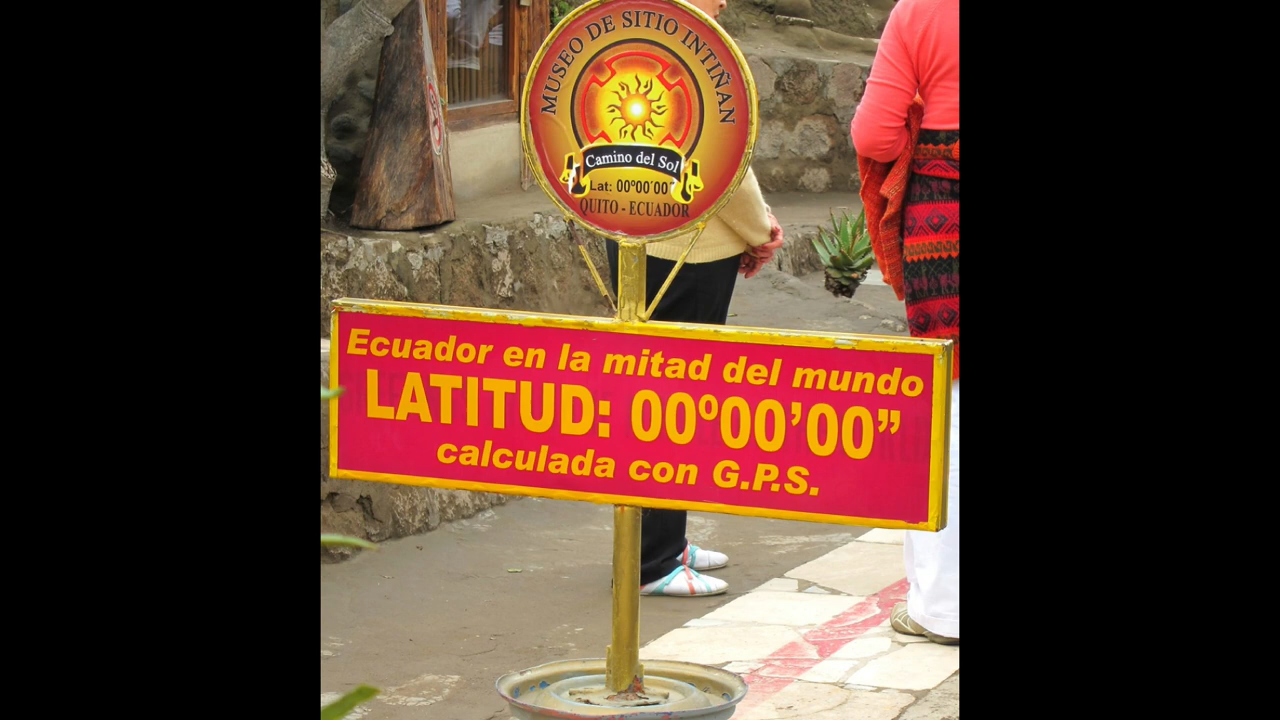 MUSEO DE SITIO INTIÑAN
Camino del Sol
Lat: 00º00'00"
QUITO - ECUADOR
Ecuador en la mitad del mundo
LATITUD: 00º00’00”
calculada con G.P.S.